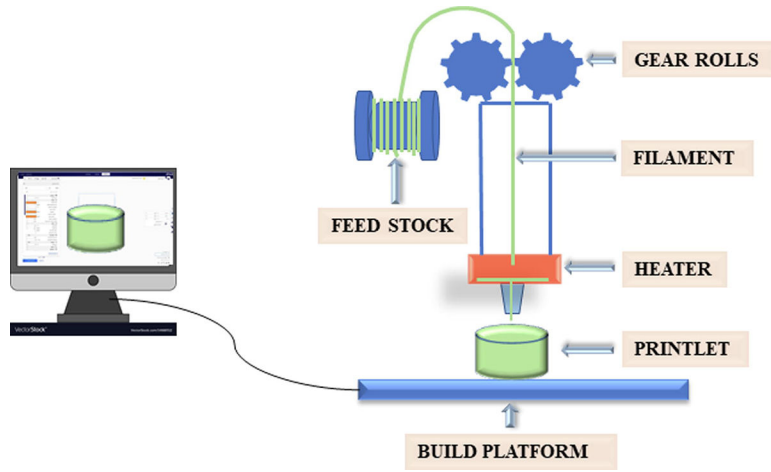 GEAR ROLLS
FILAMENT
FEED STOCK
HEATER
PRINTLET
BUILD PLATFORM
VectorStock